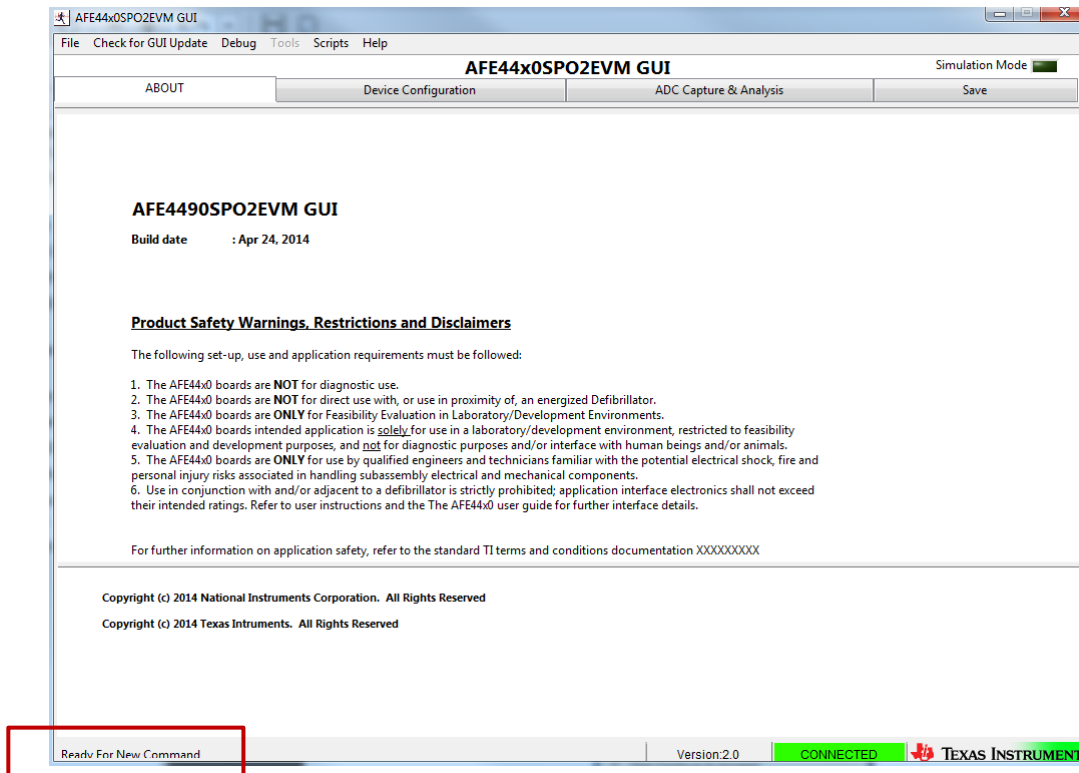 AFE44x0SPO2EVM GUI
File Check for GUI Update Debug Tools Scripts Help
AFE44x0SPO2EVM GUI
Simulation Mode
ABOUT Device Configuration ADC Capture & Analysis Save
AFE4490SPO2EVM GUI
Build date : Apr 24, 2014
Product Safety Warnings, Restrictions and Disclaimers
The following set-up, use and application requirements must be followed:
1. The AFE44x0 boards are NOT for diagnostic use.
2. The AFE44x0 boards are NOT for direct use with, or use in proximity of, an energized Defibrillator.
3. The AFE44x0 boards are ONLY for Feasibility Evaluation in Laboratory/Development Environments.
4. The AFE44x0 boards intended application is solely for use in a laboratory/development environment, restricted to feasibility
evaluation and development purposes, and not for diagnostic purposes and/or interface with human beings and/or animals.
5. The AFE44x0 boards are ONLY for use by qualified engineers and technicians familiar with the potential electrical shock, fire and
personal injury risks associated in handling subassembly electrical and mechanical components.
6. Use in conjunction with and/or adjacent to a defibrillator is strictly prohibited; application interface electronics shall not exceed
their intended ratings. Refer to user instructions and the The AFE44x0 user guide for further interface details.
For further information on application safety, refer to the standard TI terms and conditions documentation XXXXXXXXX
Copyright (c) 2014 National Instruments Corporation. All Rights Reserved
Copyright (c) 2014 Texas Intruments. All Rights Reserved
Ready For New Command Version:2.0 CONNECTED TEXAS INSTRUMENT